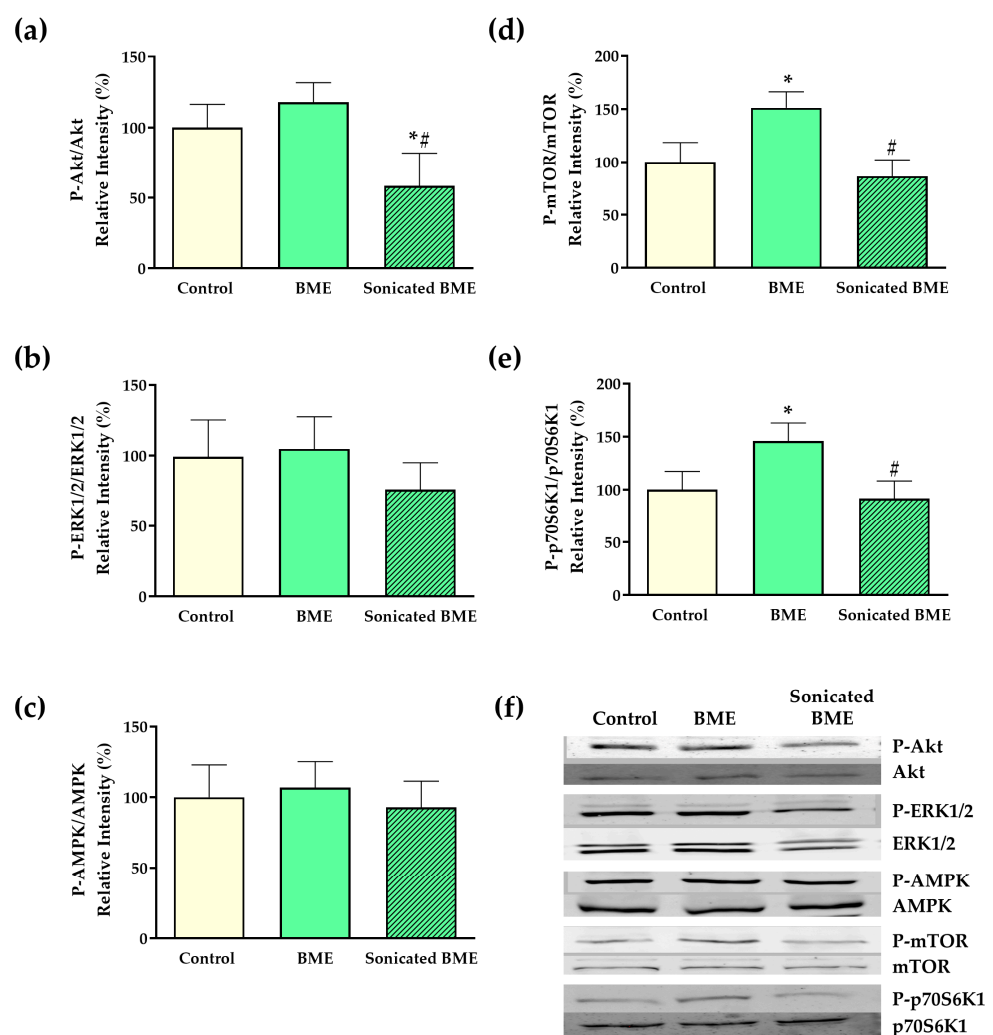 (a)
P-Akt/Akt
Relative Intensity (%)
150
100
50
0
*#
Control BME Sonicated BME
(b)
P-ERK1/2/ERK1/2
Relative Intensity (%)
150
100
50
0
Control BME Sonicated BME
(c)
P-AMPK/AMPK
Relative Intensity (%)
150
100
50
0
Control BME Sonicated BME
(d)
P-mTOR/mTOR
Relative Intensity (%)
200
150
100
50
0
*
#
Control BME Sonicated BME
(e)
P-p70S6K1/p70S6K1
Relative Intensity (%)
200
150
100
50
0
*
#
Control BME Sonicated BME
(f)
Control BME Sonicated
BME
P-Akt
Akt
P-ERK1/2
ERK1/2
P-AMPK
AMPK
P-mTOR
mTOR
P-p70S6K1
p70S6K1